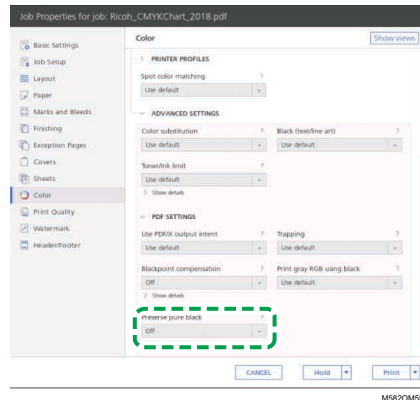 Job Properties for job: Ricoh_CMYKChart_2018.pdf
Basic Settings
Job Setup
Layout
Paper
Marks and Bleeds
Finishing
Exception Pages
Covers
Sheets
Color
Print Quality
Watermark
Header/Footer
Color
Show views
PRINTER PROFILES
Spot color matching ?
Use default
ADVANCED SETTINGS
Color substitution ? Black (text/line art) ?
Use default Use default
Toner/Ink limit ?
Use default
Show details
PDF SETTINGS
Use PDF/X output intent ? Trapping ?
Use default Use default
Blackpoint compensation ? Print gray RGB using black ?
Off Use default
Show details
Preserve pure black ?
Off
CANCEL Hold Print
M582OM5